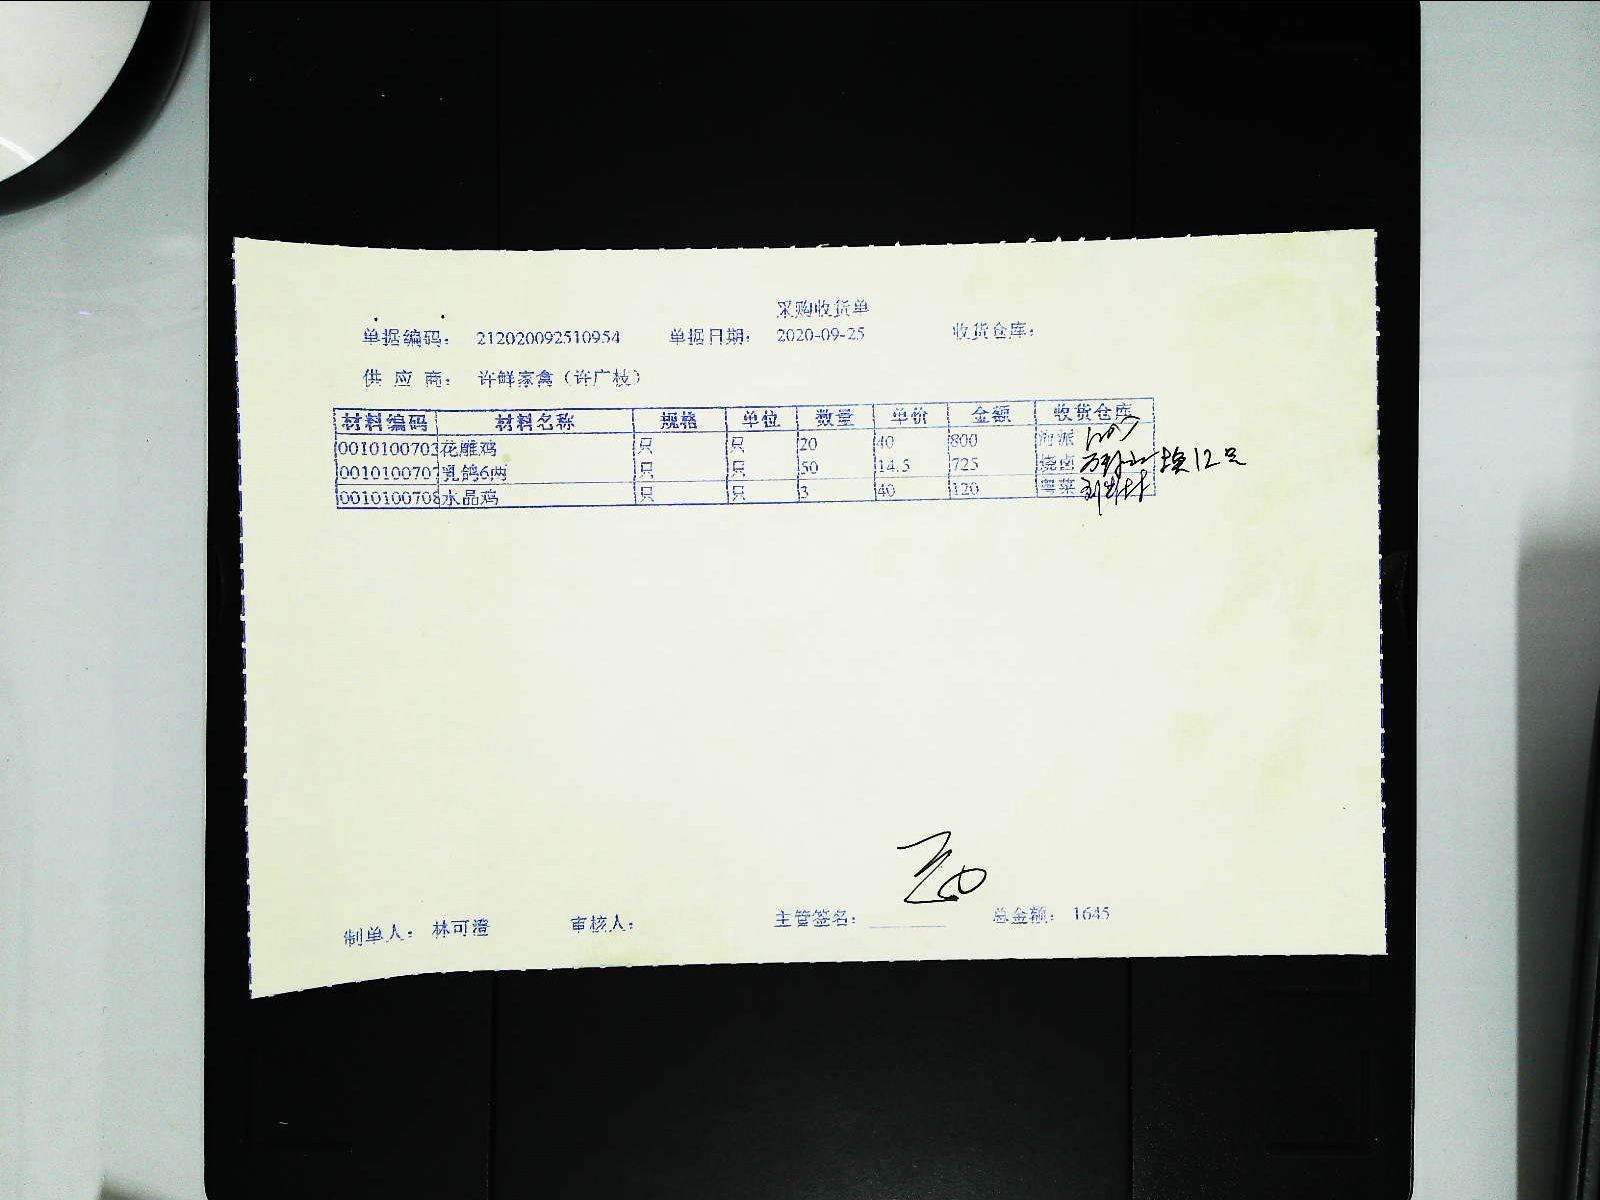 采购收货单
单据编码： 212020092510954 单据日期： 2020-09-25 收货仓库：
供 应 商： 许鲜家禽（许广枝）
材料编码 材料名称 规格 单位 数量 单价 金额 收货仓库
0010100703 花雕鸡 只 只 20 40 800 海派
0010100707 乳鸽6两 只 只 50 14.5 725 烧卤 换12只
0010100708 水晶鸡 只 只 3 40 120 粤菜
制单人： 林可澄 审核人： 主管签名： 总金额： 1645